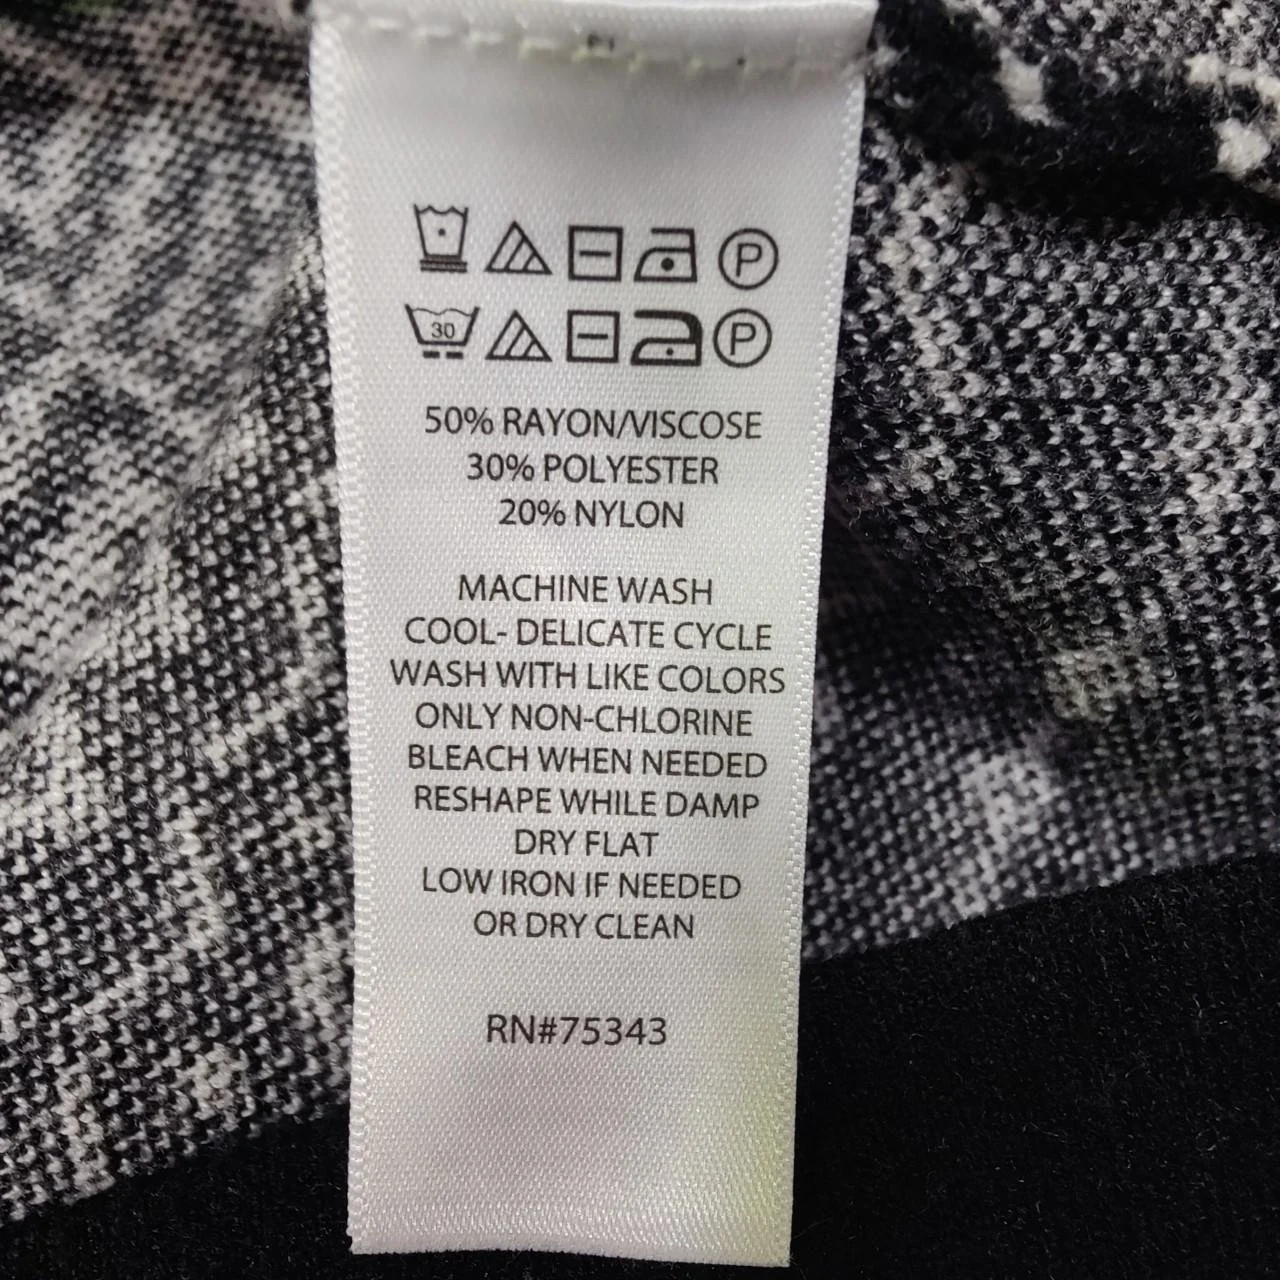 P
30 P
50% RAYON/VISCOSE
30% POLYESTER
20% NYLON
MACHINE WASH
COOL- DELICATE CYCLE
WASH WITH LIKE COLORS
ONLY NON-CHLORINE
BLEACH WHEN NEEDED
RESHAPE WHILE DAMP
DRY FLAT
LOW IRON IF NEEDED
OR DRY CLEAN
RN#75343